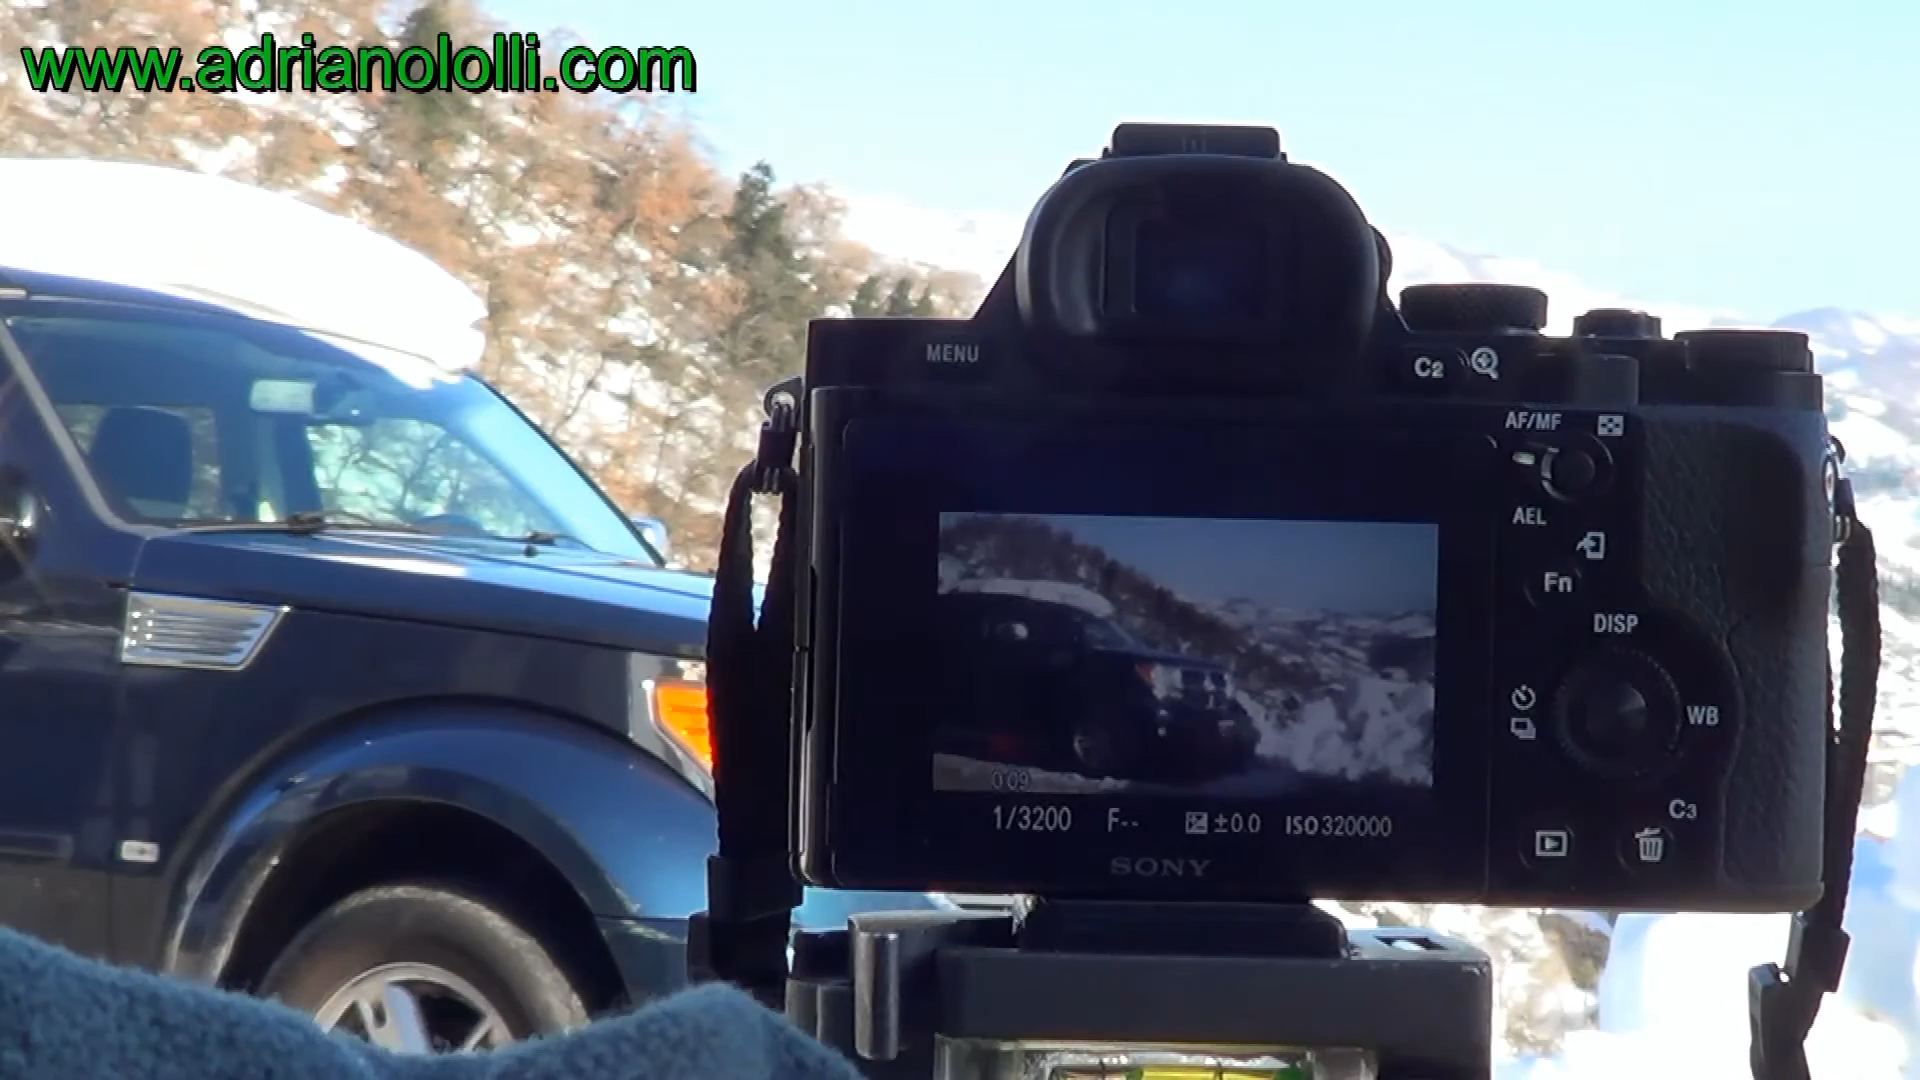 www.adrianololli.com
MENU
C2
AF/MF
AEL
Fn
DISP
WB
C3
0:09
1/3200 F-- ±0.0 ISO 320000
SONY